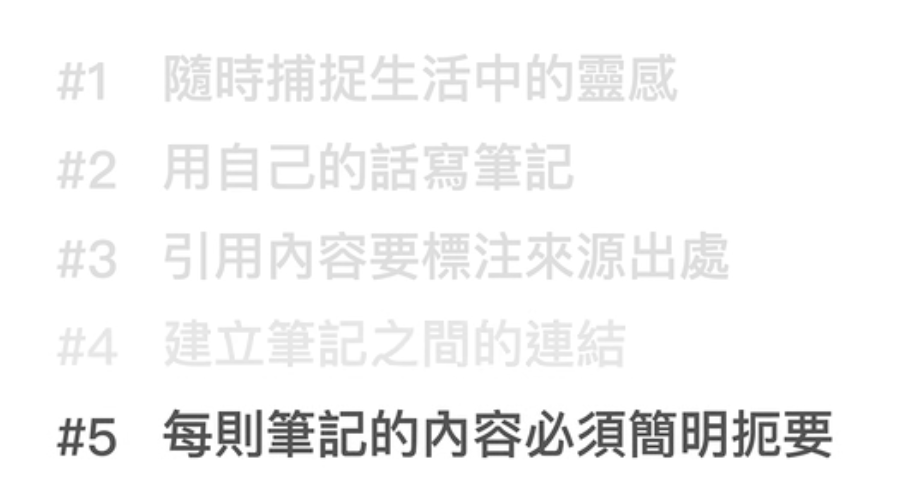 #1 隨時捕捉生活中的靈感
#2 用自己的話寫筆記
#3 引用內容要標注來源出處
#4 建立筆記之間的連結
#5 每則筆記的內容必須簡明扼要